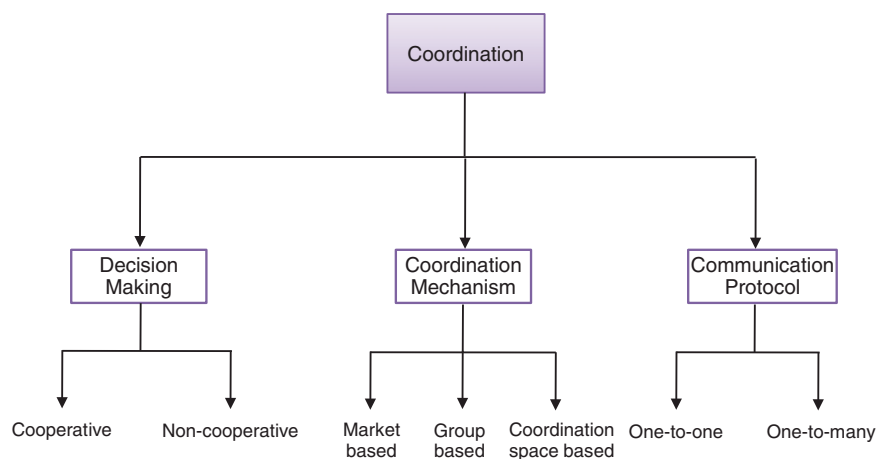 Coordination
Decision
Making
Coordination
Mechanism
Communication
Protocol
Cooperative
Non-cooperative
Market
based
Group
based
Coordination
space based
One-to-one
One-to-many